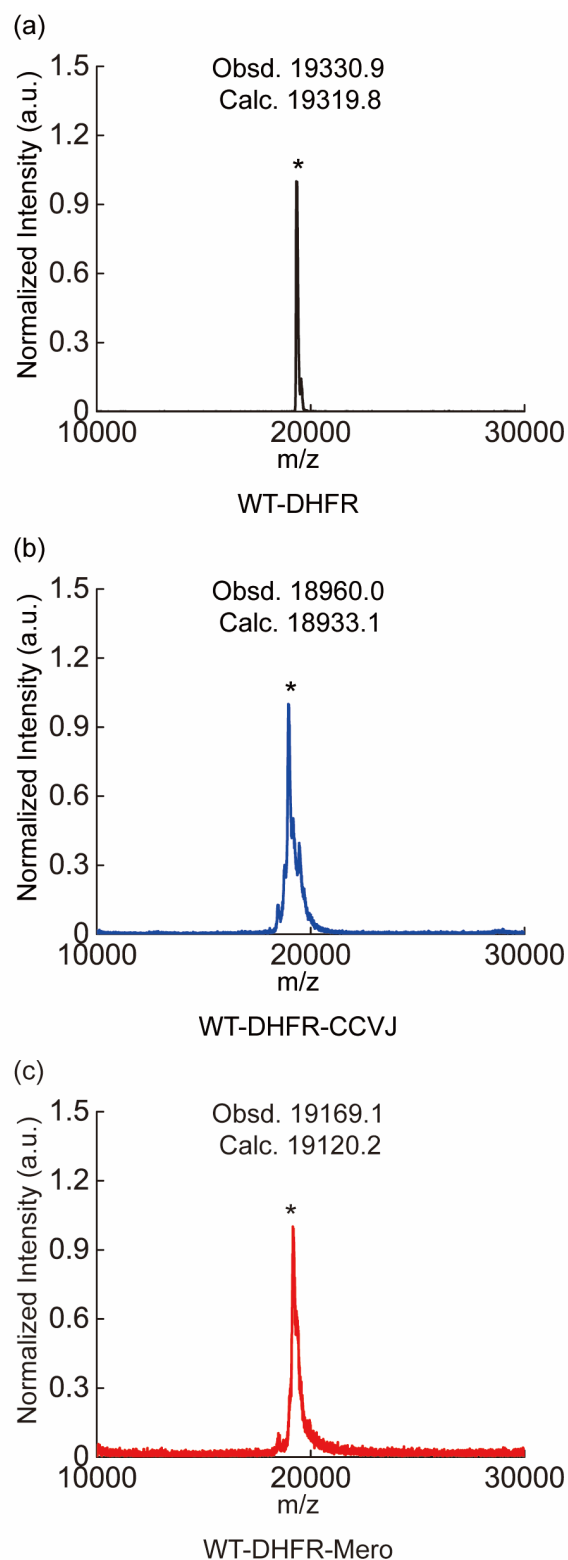 (a)
Normalized Intensity (a.u.)
1.5
1.2
0.9
0.6
0.3
0
Obsd. 19330.9
Calc. 19319.8
*
10000 20000 30000
m/z
WT-DHFR
(b)
Normalized Intensity (a.u.)
1.5
1.2
0.9
0.6
0.3
0
Obsd. 18960.0
Calc. 18933.1
*
10000 20000 30000
m/z
WT-DHFR-CCVJ
(c)
Normalized Intensity (a.u.)
1.5
1.2
0.9
0.6
0.3
0
Obsd. 19169.1
Calc. 19120.2
*
10000 20000 30000
m/z
WT-DHFR-Mero